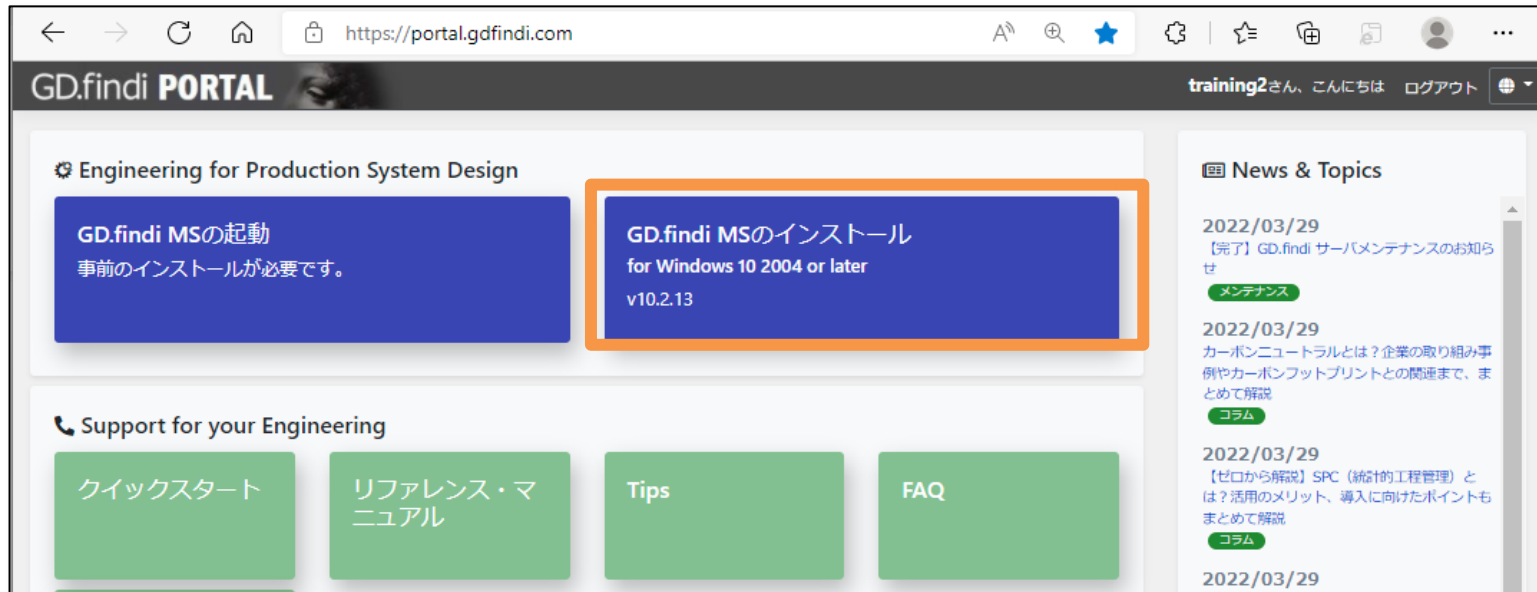 https://portal.gdfindi.com
GD.findi PORTAL
training2さん、こんにちは ログアウト
Engineering for Production System Design
GD.findi MSの起動
事前のインストールが必要です。
GD.findi MSのインストール
for Windows 10 2004 or later
v10.2.13
Support for your Engineering
クイックスタート
リファレンス・マ
ニュアル
Tips
FAQ
News & Topics
2022/03/29
【完了】GD.findi サーバメンテナンスのお知ら
せ
メンテナンス
2022/03/29
カーボンニュートラルとは？企業の取り組み事
例やカーボンフットプリントとの関連まで、ま
とめて解説
コラム
2022/03/29
【ゼロから解説】SPC（統計的工程管理）と
は？活用のメリット、導入に向けたポイントも
まとめて解説
コラム
2022/03/29